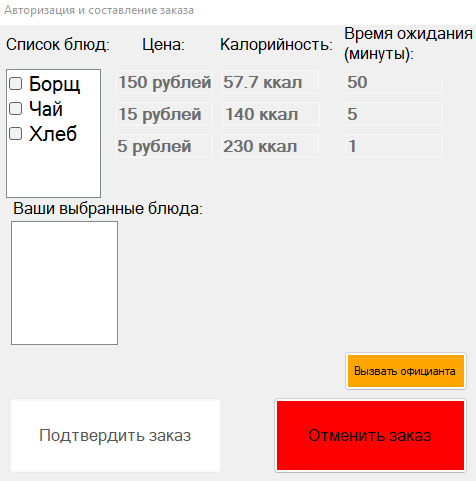 Авторизация и составление заказа
Список блюд: Цена: Калорийность: Время ожидания (минуты):
Борщ 150 рублей 57.7 ккал 50
Чай 15 рублей 140 ккал 5
Хлеб 5 рублей 230 ккал 1
Ваши выбранные блюда:
Вызвать официанта
Подтвердить заказ Отменить заказ